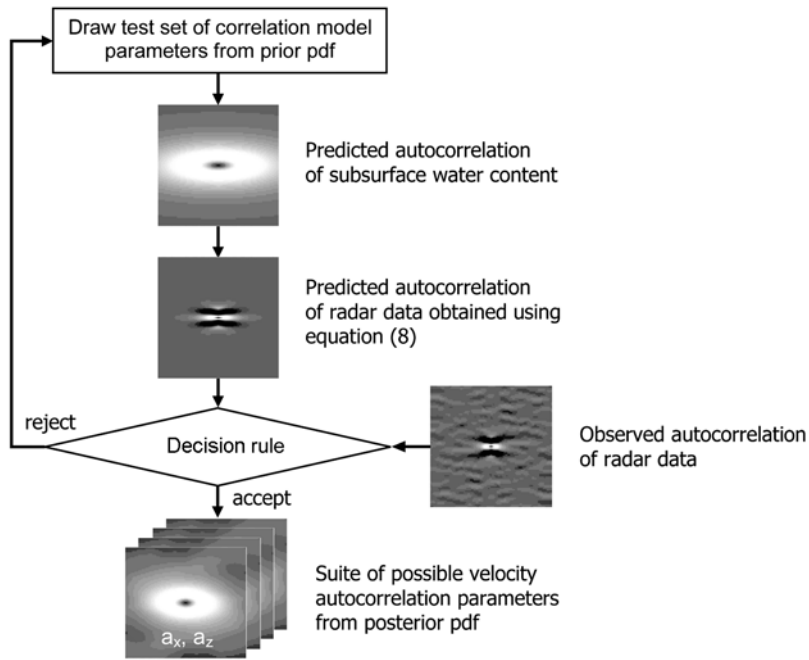 Draw test set of correlation model
parameters from prior pdf
Predicted autocorrelation
of subsurface water content
Predicted autocorrelation
of radar data obtained using
equation (8)
reject
Decision rule
Observed autocorrelation
of radar data
accept
Suite of possible velocity
autocorrelation parameters
from posterior pdf
aₓ, a_z